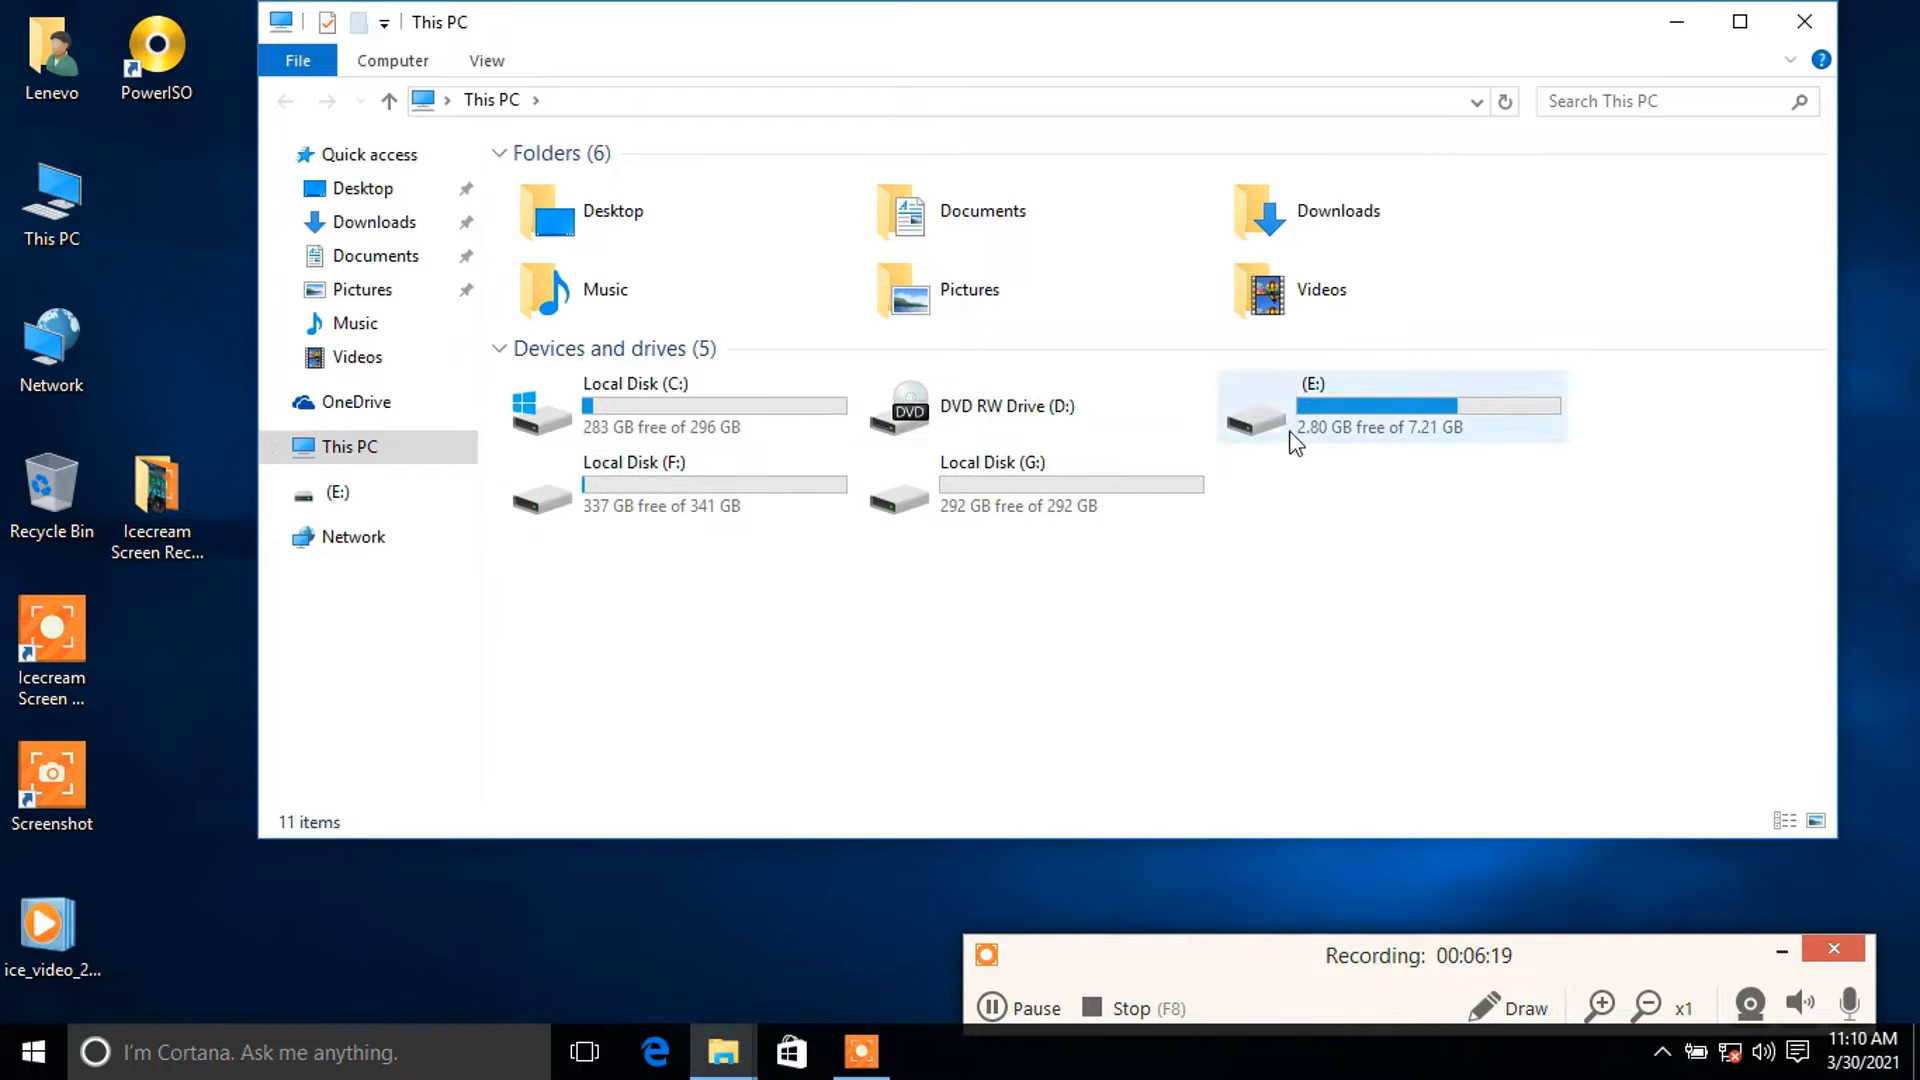 Lenevo
PowerISO
This PC
Network
Recycle Bin
Icecream
Screen Rec...
Icecream
Screen ...
Screenshot
ice_video_2...
This PC
File
Computer
View
?
This PC
Search This PC
Quick access
Desktop
Downloads
Documents
Pictures
Music
Videos
OneDrive
This PC
(E:)
Network
Folders (6)
Desktop
Documents
Downloads
Music
Pictures
Videos
Devices and drives (5)
Local Disk (C:)
283 GB free of 296 GB
DVD
DVD RW Drive (D:)
(E:)
2.80 GB free of 7.21 GB
Local Disk (F:)
337 GB free of 341 GB
Local Disk (G:)
292 GB free of 292 GB
11 items
Recording: 00:06:19
Pause
Stop (F8)
Draw
x1
I'm Cortana. Ask me anything.
11:10 AM
3/30/2021